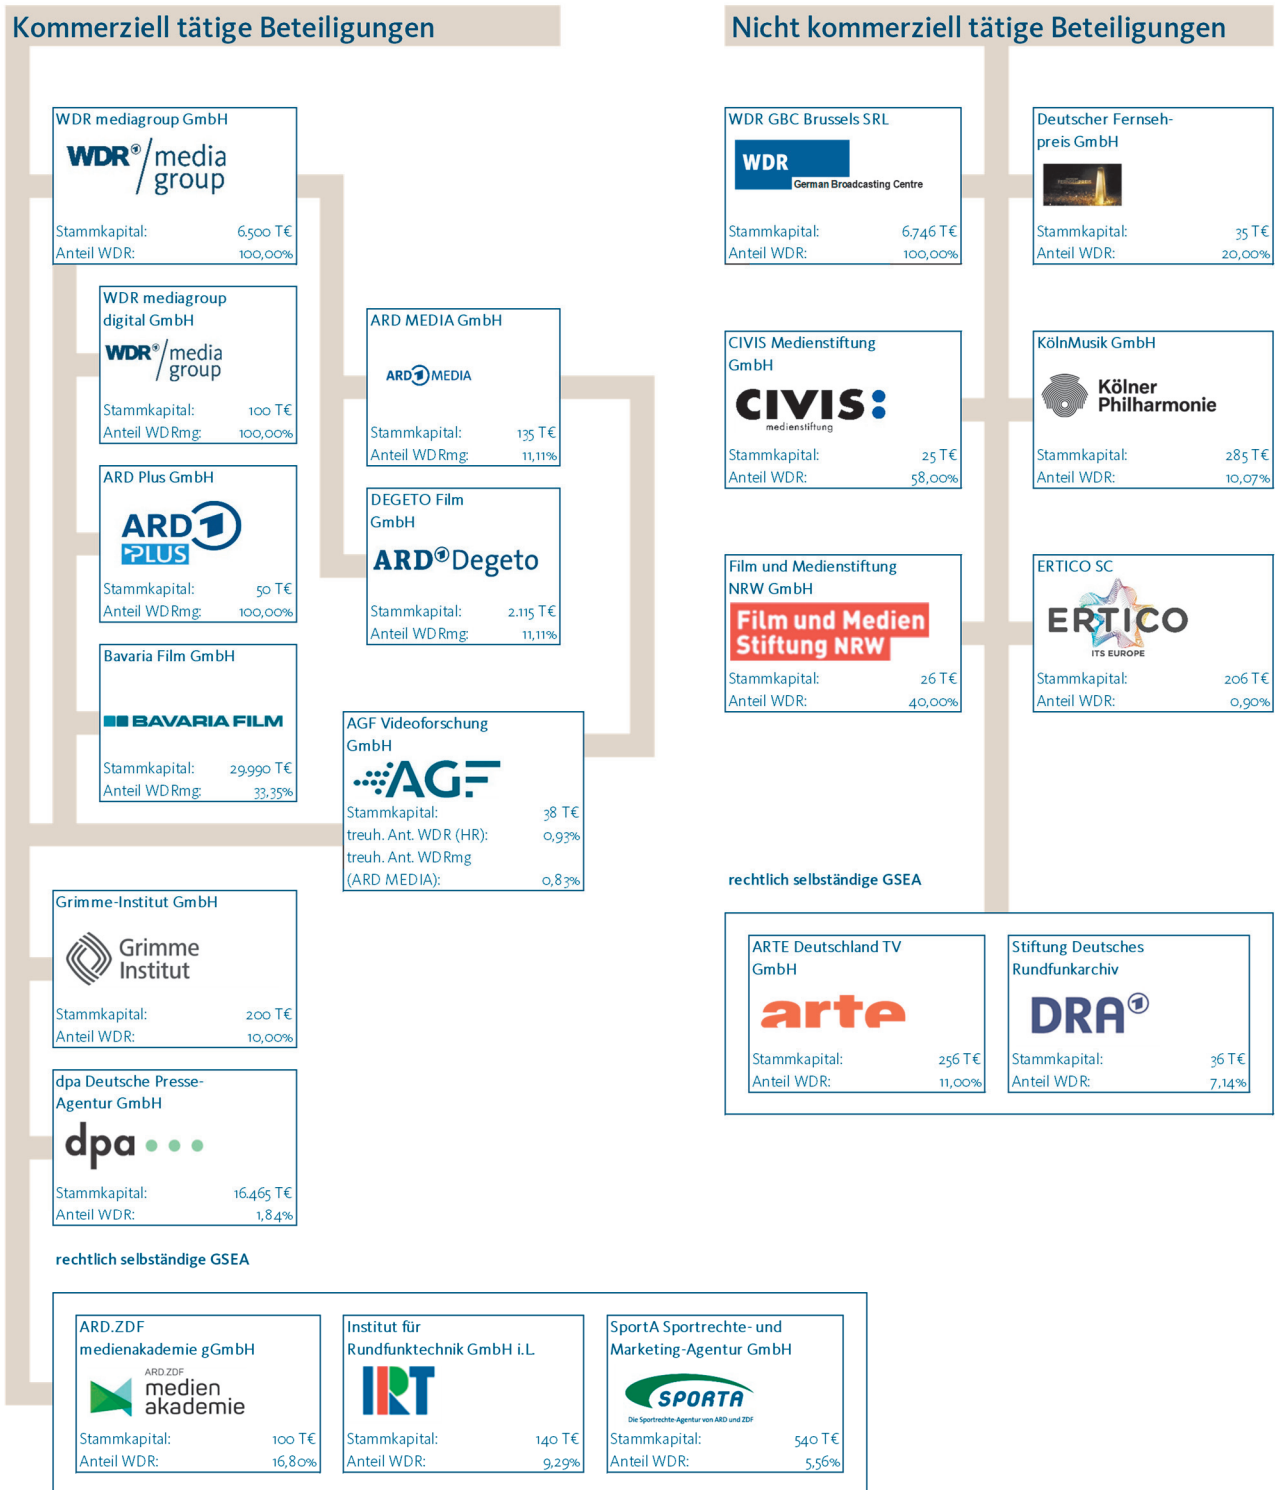 Kommerziell tätige Beteiligungen
WDR mediagroup GmbH
WDR / media
group
Stammkapital: 6.500 T€
Anteil WDR: 100,00%
WDR mediagroup
digital GmbH
WDR / media
group
Stammkapital: 100 T€
Anteil WDRmg: 100,00%
ARD Plus GmbH
ARD 1
PLUS
Stammkapital: 50 T€
Anteil WDRmg: 100,00%
Bavaria Film GmbH
BAVARIA FILM
Stammkapital: 29.990 T€
Anteil WDRmg: 33,35%
ARD MEDIA GmbH
ARD 1 MEDIA
Stammkapital: 135 T€
Anteil WDRmg: 11,11%
DEGETO Film
GmbH
ARD Degeto
Stammkapital: 2.115 T€
Anteil WDRmg: 11,11%
AGF Videoforschung
GmbH
AGF
Stammkapital: 38 T€
treuh. Ant. WDR (HR): 0,93%
treuh. Ant. WDRmg
(ARD MEDIA): 0,83%
Grimme-Institut GmbH
Grimme
Institut
Stammkapital: 200 T€
Anteil WDR: 10,00%
dpa Deutsche Presse-
Agentur GmbH
dpa
Stammkapital: 16.465 T€
Anteil WDR: 1,84%
rechtlich selbständige GSEA
ARD.ZDF
medienakademie gGmbH
ARD.ZDF
medien
akademie
Stammkapital: 100 T€
Anteil WDR: 16,80%
Institut für
Rundfunktechnik GmbH i.L.
IRT
Stammkapital: 140 T€
Anteil WDR: 9,29%
SportA Sportrechte- und
Marketing-Agentur GmbH
SPORTA
Die Sportrechte-Agentur von ARD und ZDF
Stammkapital: 540 T€
Anteil WDR: 5,56%
Nicht kommerziell tätige Beteiligungen
WDR GBC Brussels SRL
WDR
German Broadcasting Centre
Stammkapital: 6.746 T€
Anteil WDR: 100,00%
Deutscher Fernseh-
preis GmbH
Stammkapital: 35 T€
Anteil WDR: 20,00%
CIVIS Medienstiftung
GmbH
CIVIS:
medienstiftung
Stammkapital: 25 T€
Anteil WDR: 58,00%
KölnMusik GmbH
Kölner
Philharmonie
Stammkapital: 285 T€
Anteil WDR: 10,07%
Film und Medienstiftung
NRW GmbH
Film und Medien
Stiftung NRW
Stammkapital: 26 T€
Anteil WDR: 40,00%
ERTICO SC
ERTICO
ITS EUROPE
Stammkapital: 206 T€
Anteil WDR: 0,90%
rechtlich selbständige GSEA
ARTE Deutschland TV
GmbH
arte
Stammkapital: 256 T€
Anteil WDR: 11,00%
Stiftung Deutsches
Rundfunkarchiv
DRA
Stammkapital: 36 T€
Anteil WDR: 7,14%